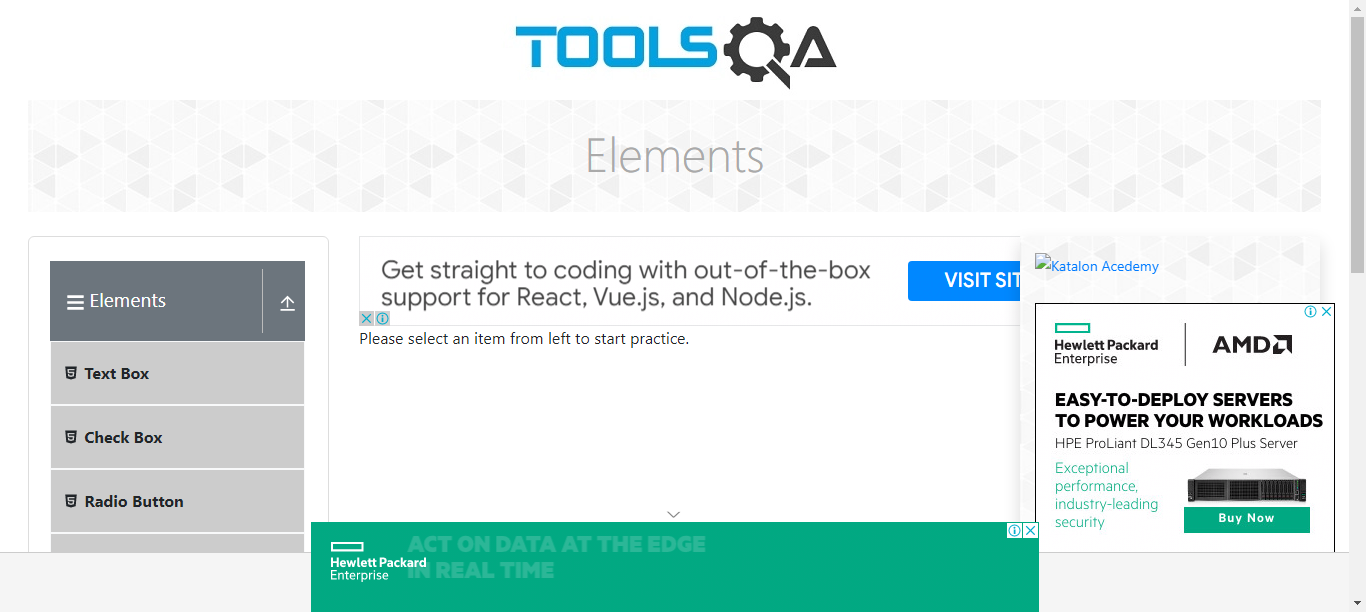 TOOLSQA
Elements
Elements
Text Box
Check Box
Radio Button
Get straight to coding with out-of-the-box
support for React, Vue.js, and Node.js.
VISIT SIT
Please select an item from left to start practice.
Katalon Acedemy
Hewlett Packard
Enterprise
AMD
EASY-TO-DEPLOY SERVERS
TO POWER YOUR WORKLOADS
HPE ProLiant DL345 Gen10 Plus Server
Exceptional
performance,
industry-leading
security
Buy Now
Hewlett Packard
Enterprise
ACT ON DATA AT THE EDGE
IN REAL TIME